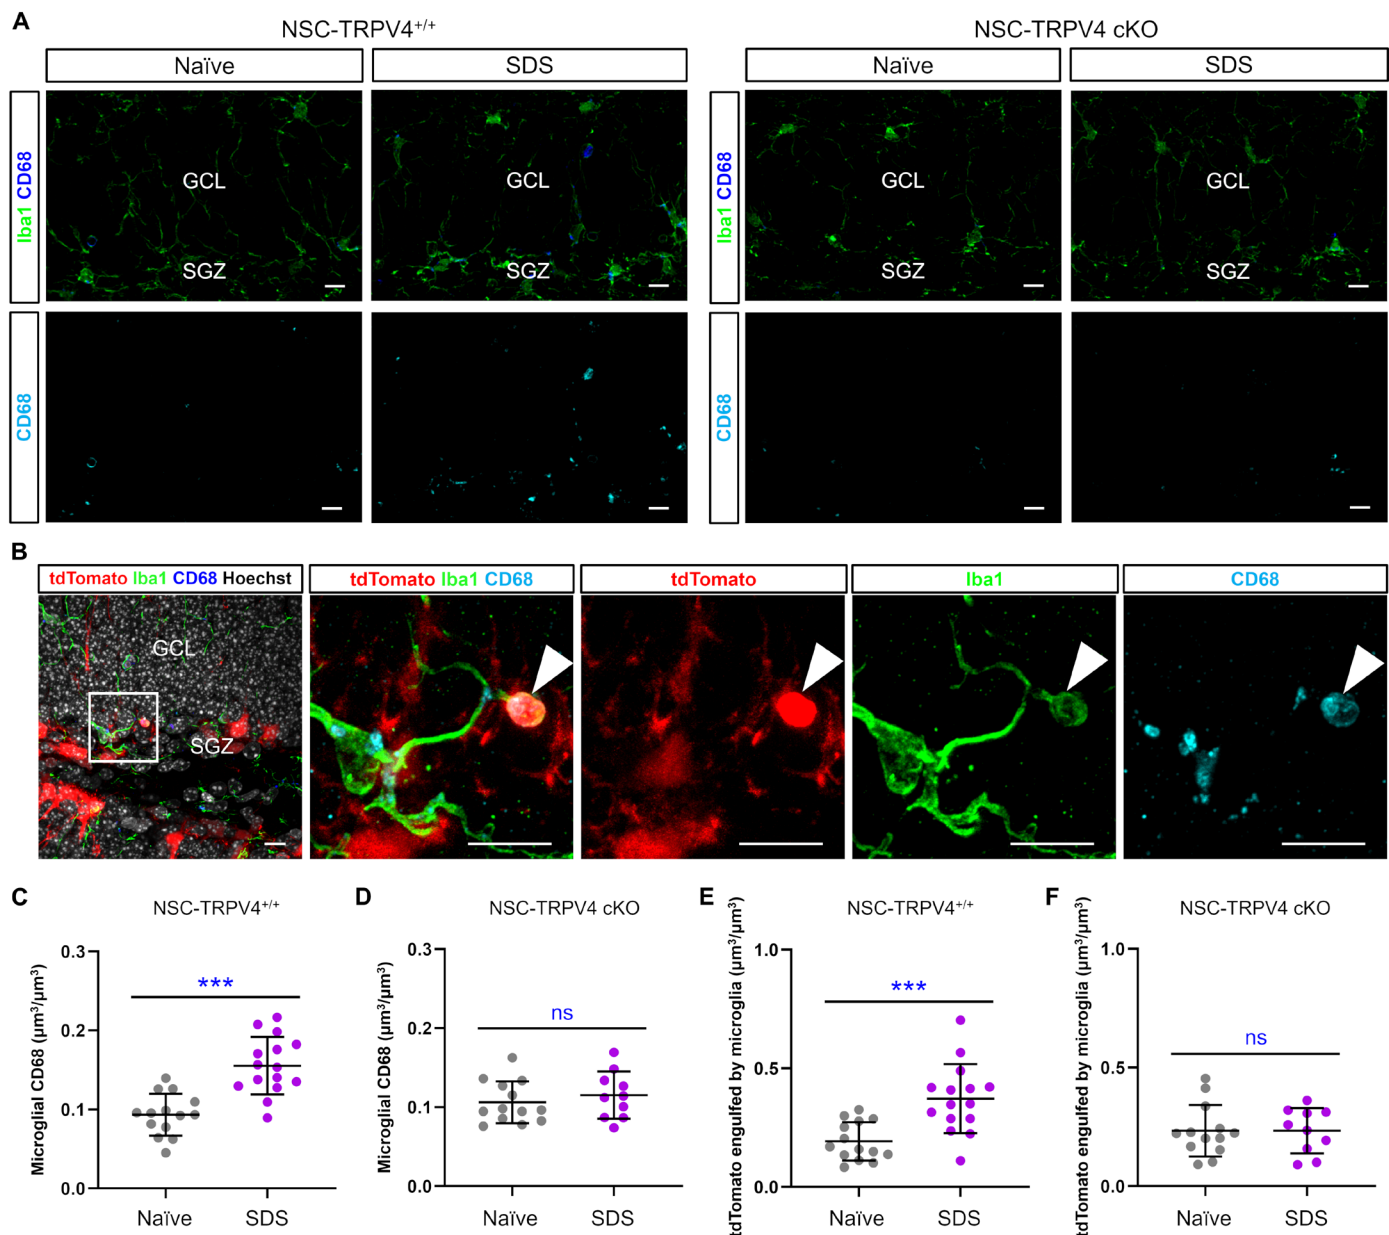 A
NSC-TRPV4+/+
NSC-TRPV4 cKO
Naïve
SDS
Naïve
SDS
Iba1 CD68
GCL
SGZ
GCL
SGZ
Iba1 CD68
GCL
SGZ
GCL
SGZ
CD68
CD68
B
tdTomato Iba1 CD68 Hoechst
tdTomato Iba1 CD68
tdTomato
Iba1
CD68
GCL
SGZ
C
NSC-TRPV4+/+
Microglial CD68 (µm³/µm³)
0.3
0.2
0.1
0.0
***
Naïve
SDS
D
NSC-TRPV4 cKO
Microglial CD68 (µm³/µm³)
0.3
0.2
0.1
0.0
ns
Naïve
SDS
E
NSC-TRPV4+/+
tdTomato engulfed by microglia (µm³/µm³)
1.0
0.5
0.0
***
Naïve
SDS
F
NSC-TRPV4 cKO
tdTomato engulfed by microglia (µm³/µm³)
1.0
0.5
0.0
ns
Naïve
SDS